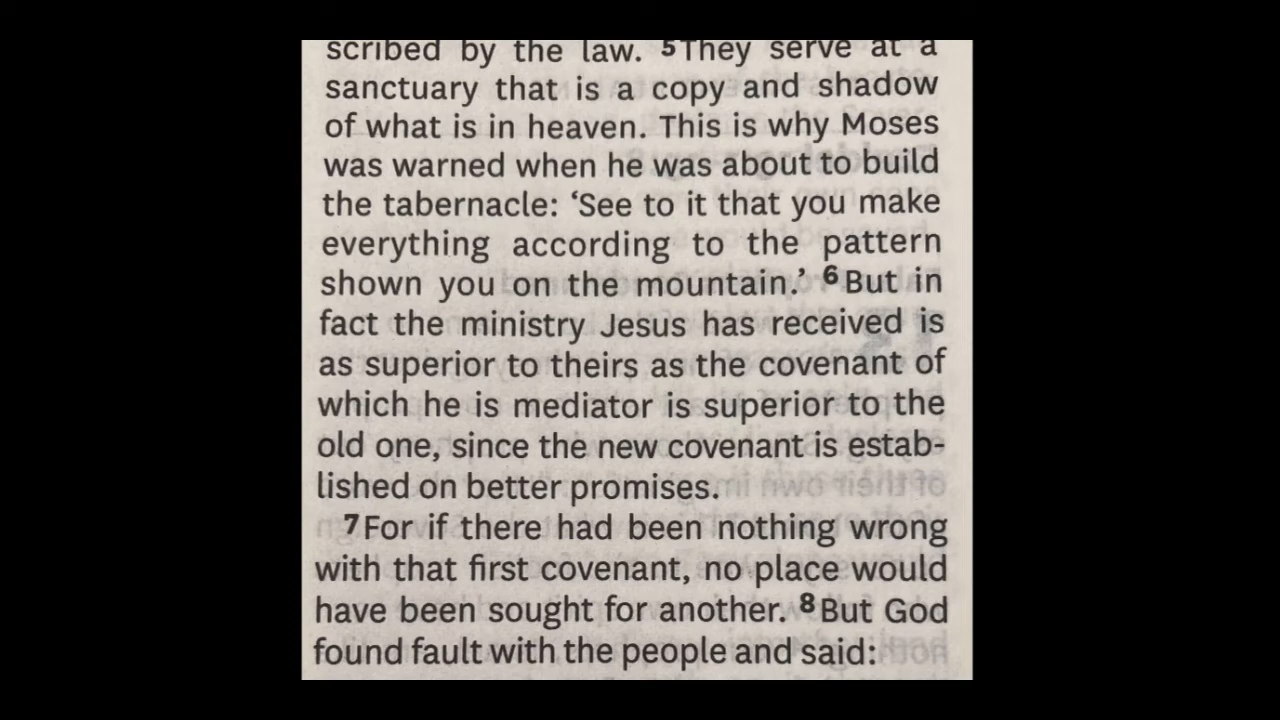 scribed by the law. 5They serve at a
sanctuary that is a copy and shadow
of what is in heaven. This is why Moses
was warned when he was about to build
the tabernacle: ‘See to it that you make
everything according to the pattern
shown you on the mountain.’ 6But in
fact the ministry Jesus has received is
as superior to theirs as the covenant of
which he is mediator is superior to the
old one, since the new covenant is estab-
lished on better promises.
7For if there had been nothing wrong
with that first covenant, no place would
have been sought for another. 8But God
found fault with the people and said: